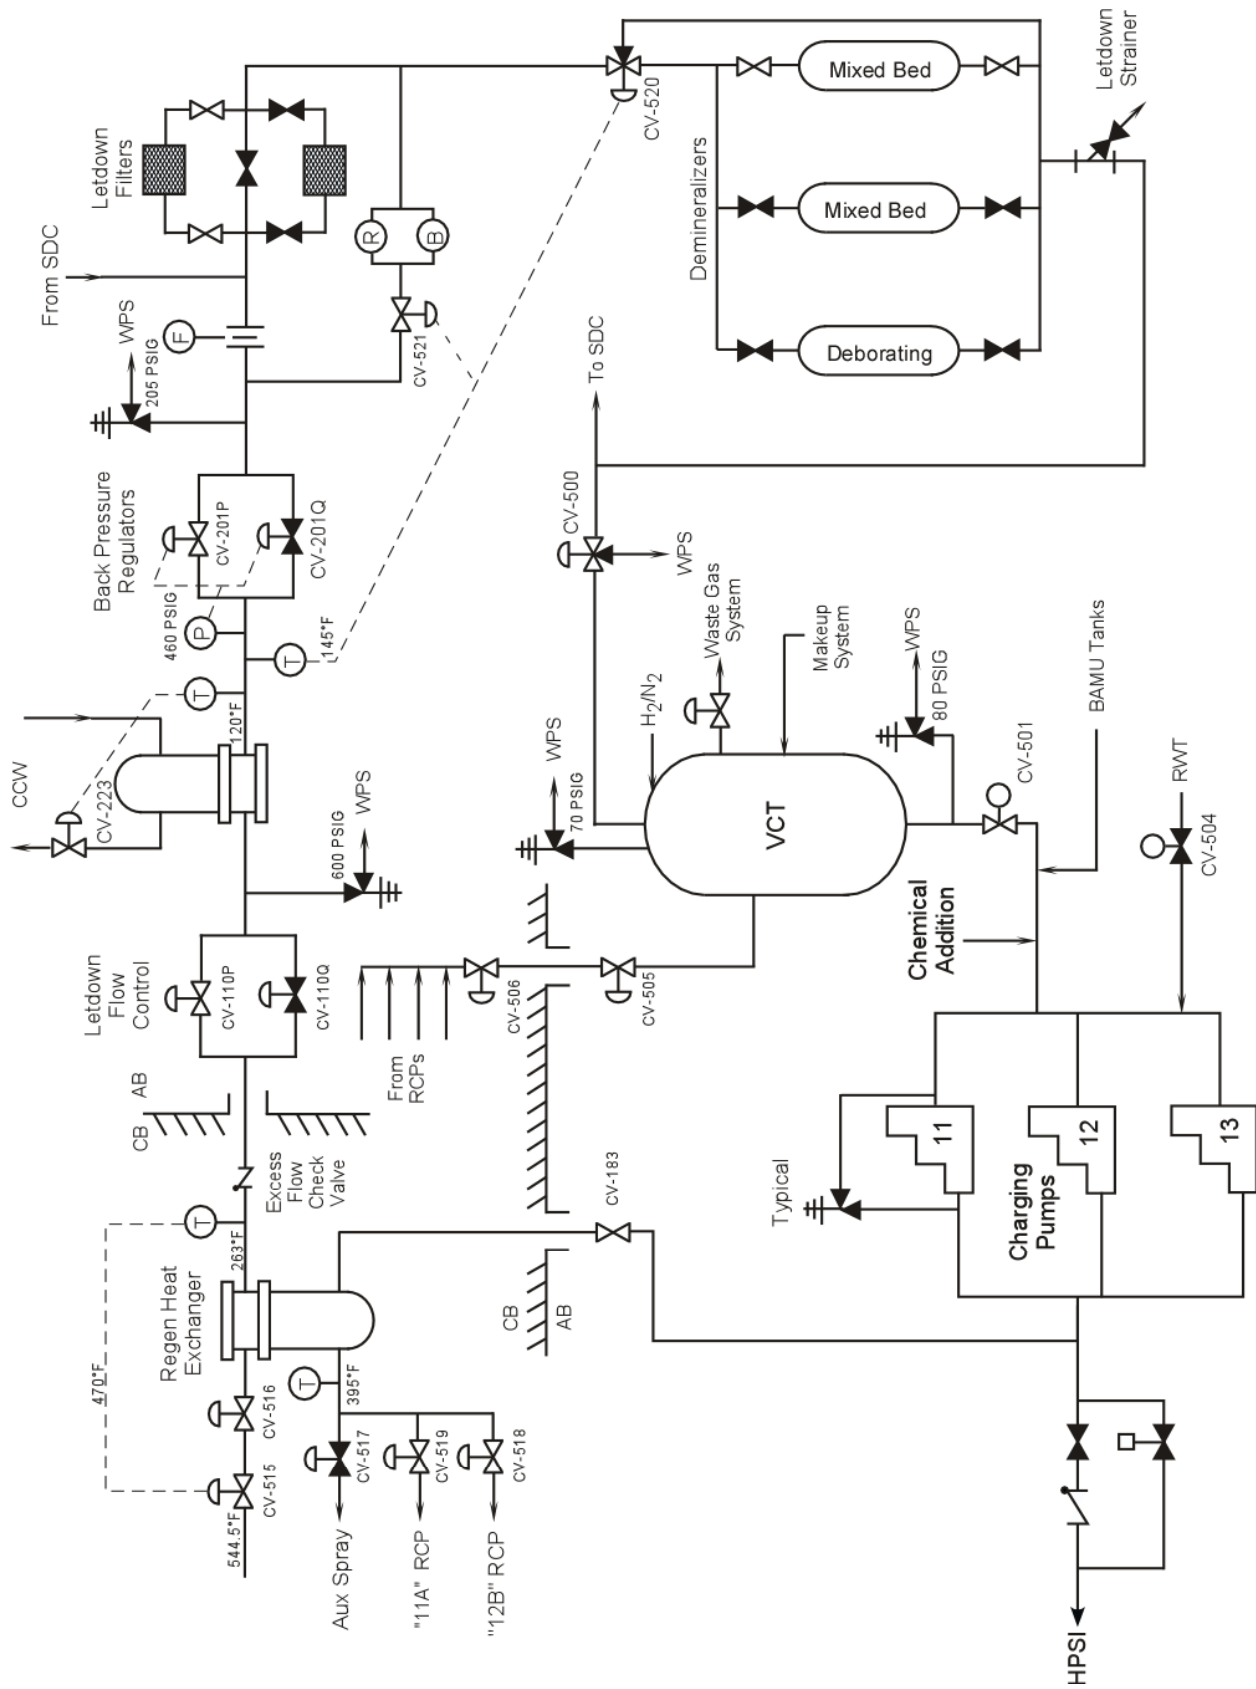 544.5°F
CV-515
CV-516
470°F
Regen Heat
Exchanger
263°F
T
Excess
Flow
Check
Valve
CB
AB
Letdown
Flow
Control
CV-110P
CV-110Q
600 PSIG
WPS
CCW
CV-223
120°F
T
T
145°F
460 PSIG
P
Back Pressure
Regulators
CV-201P
CV-201Q
205 PSIG
WPS
F
From SDC
Letdown
Filters
R
B
CV-521
CV-520
Demineralizers
Mixed Bed
Mixed Bed
Deborating
Letdown
Strainer
To SDC
CV-500
WPS
T
395°F
CV-517
CV-519
CV-518
Aux Spray
"11A" RCP
"12B" RCP
CB
AB
CV-183
From
RCPs
CV-506
CV-505
70 PSIG
WPS
H2/N2
Waste Gas
System
Makeup
System
VCT
80 PSIG
WPS
CV-501
BAMU Tanks
Chemical
Addition
RWT
CV-504
Typical
Charging
Pumps
11
12
13
HPSI